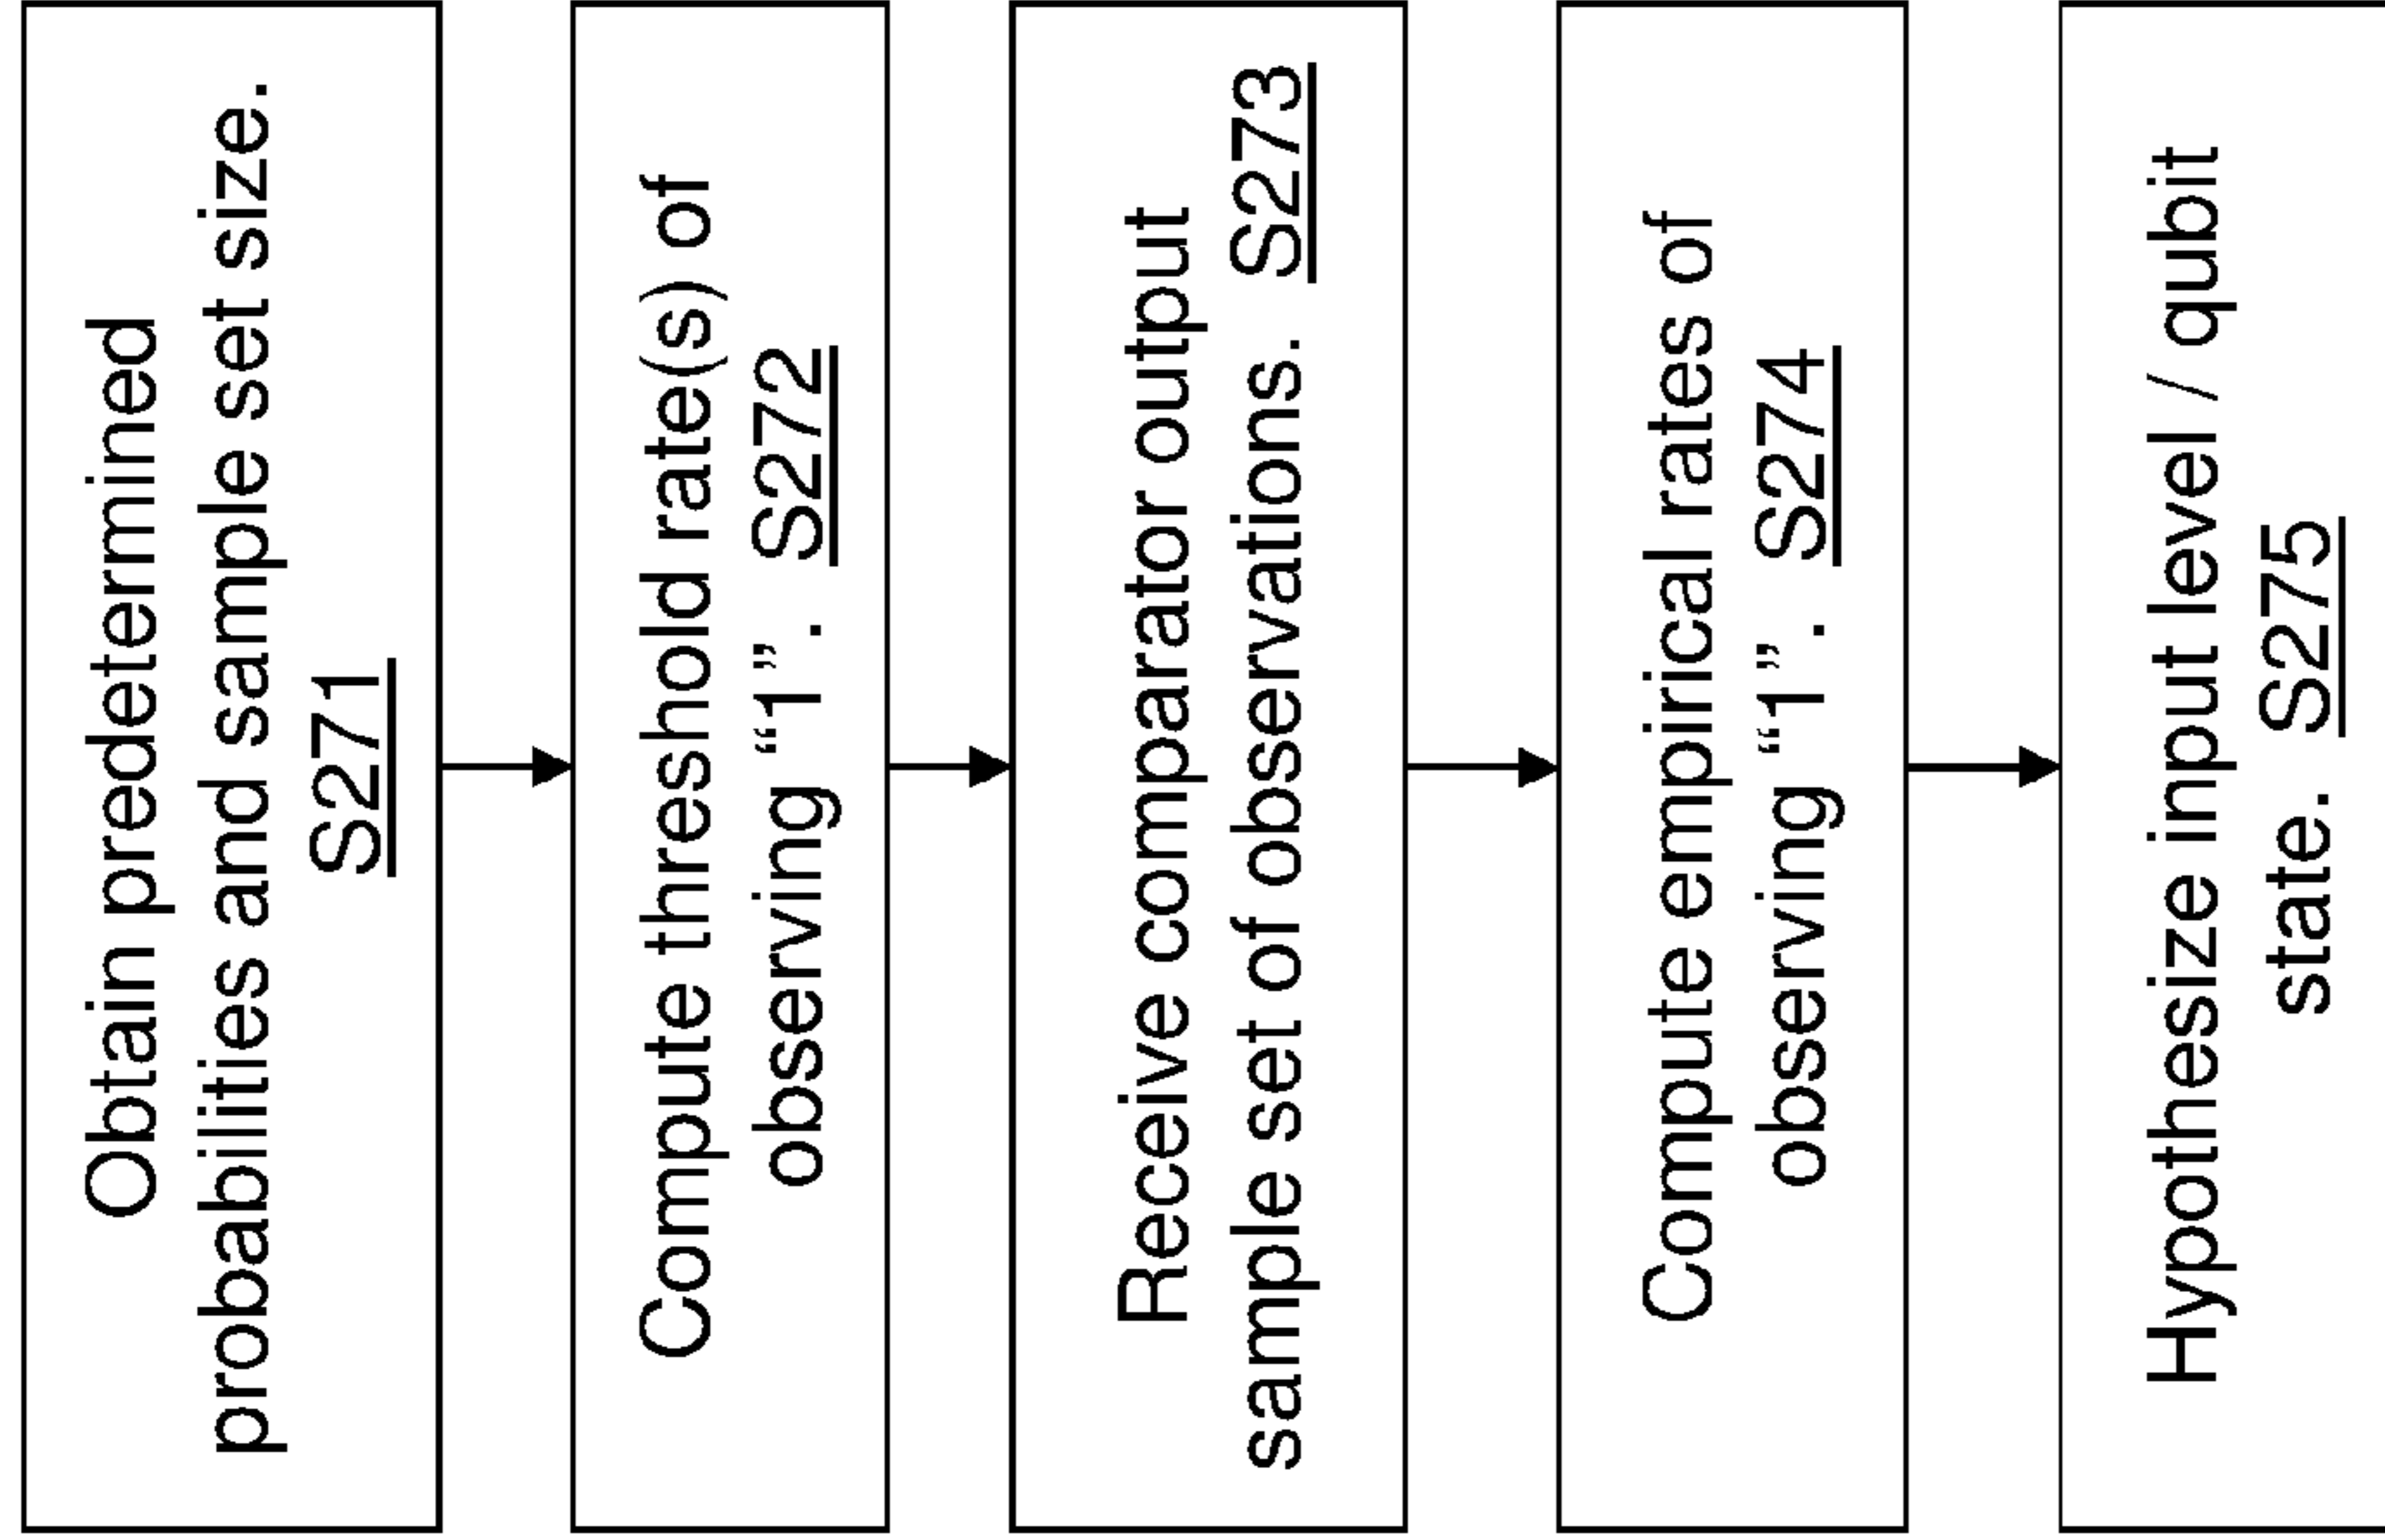 Obtain predetermined
probabilities and sample set size.
S271
Compute threshold rate(s) of
observing “1”. S272
Receive comparator output
sample set of observations. S273
Compute empirical rates of
observing “1”. S274
Hypothesize input level / qubit
state. S275